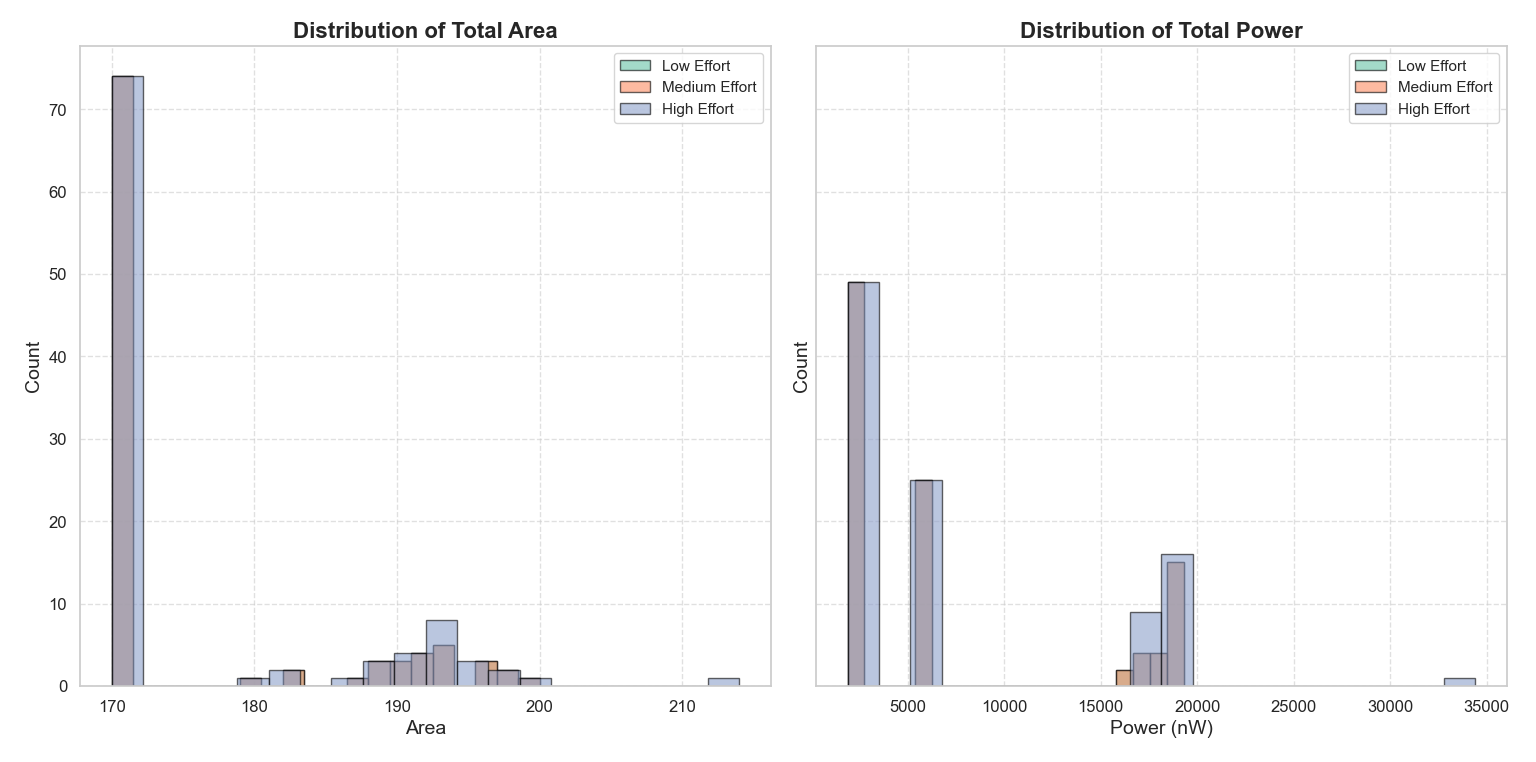 Distribution of Total Area
Low Effort
Medium Effort
High Effort
70
60
50
40
30
20
10
0
Count
170
180
190
200
210
Area
Distribution of Total Power
Low Effort
Medium Effort
High Effort
Count
5000
10000
15000
20000
25000
30000
35000
Power (nW)